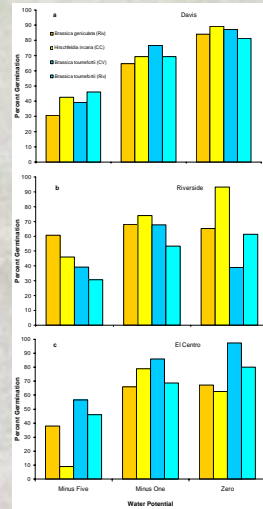 a
Davis
Brassica geniculata (Riv)
Hirschfeldia incana (CC)
Brassica tournefortii (CV)
Brassica tournefortii (Riv)
Percent Germination
100
90
80
70
60
50
40
30
20
10
0
b
Riverside
Percent Germination
100
90
80
70
60
50
40
30
20
10
0
c
El Centro
Percent Germination
100
90
80
70
60
50
40
30
20
10
0
Minus Five
Minus One
Zero
Water Potential